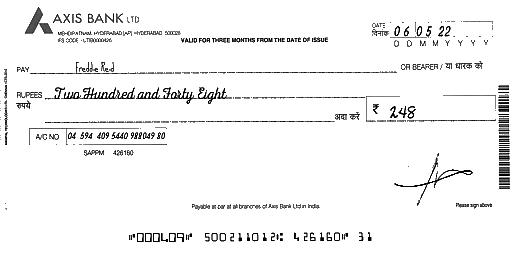 AXIS BANK LTD
MEHDIPATNAM, HYDERABAD [AP] HYDERABAD 500028
IFS CODE - UTIB0000426
VALID FOR THREE MONTHS FROM THE DATE OF ISSUE
DATE
दिनांक 06 05 22
D D M M Y Y Y Y
PAY Freddie Reid OR BEARER / या धारक को
RUPEES Two Hundred and Forty Eight
रुपये अदा करें ₹ 248
A/C NO 04 594 409 5440 988049 80
SAPPM 426160
Please sign above
Payable at par at all branches of Axis Bank Ltd in India.
⑈000409⑈ 500211012⑆ 426160⑈ 31